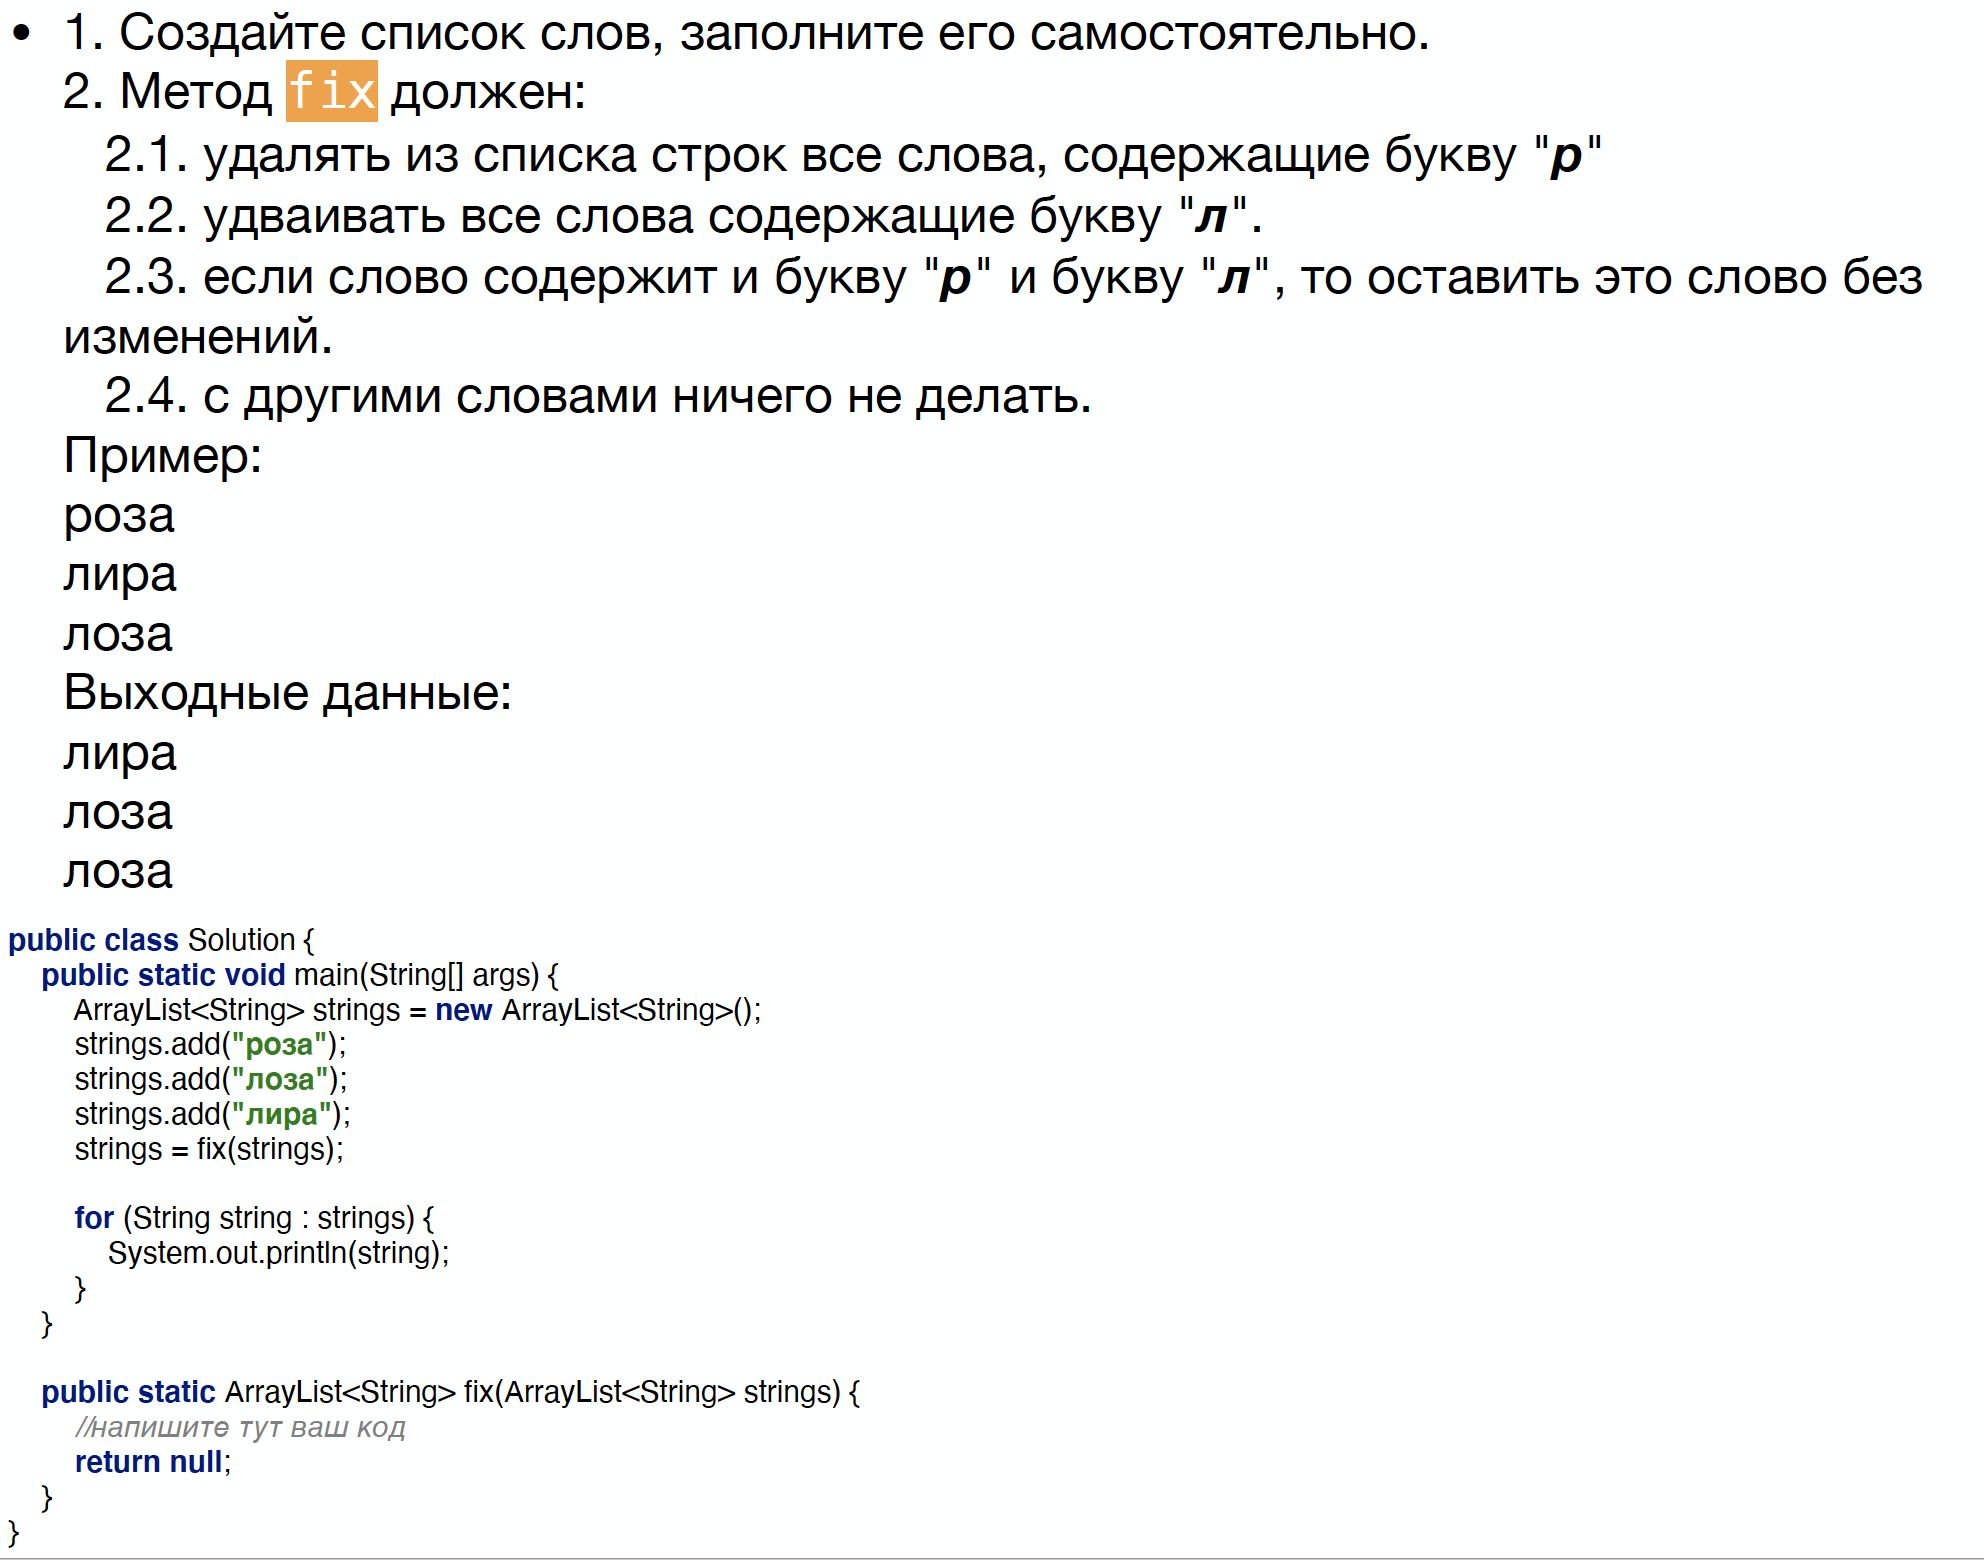 • 1. Создайте список слов, заполните его самостоятельно.
2. Метод fix должен:
2.1. удалять из списка строк все слова, содержащие букву "р"
2.2. удваивать все слова содержащие букву "л".
2.3. если слово содержит и букву "р" и букву "л", то оставить это слово без
изменений.
2.4. с другими словами ничего не делать.
Пример:
роза
лира
лоза
Выходные данные:
лира
лоза
лоза
public class Solution {
public static void main(String[] args) {
ArrayList<String> strings = new ArrayList<String>();
strings.add("роза");
strings.add("лоза");
strings.add("лира");
strings = fix(strings);
for (String string : strings) {
System.out.println(string);
}
}
public static ArrayList<String> fix(ArrayList<String> strings) {
//напишите тут ваш код
return null;
}
}